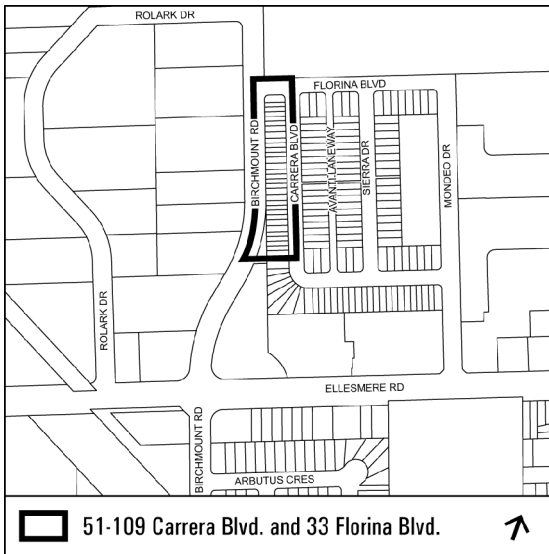 ROLARK DR
FLORINA BLVD
BIRCHMOUNT RD
CARRERA BLVD
AVANTI LANEWAY
SIERRA DR
MONDEO DR
ROLARK DR
ELLESMERE RD
BIRCHMOUNT RD
ARBUTUS CRES
51-109 Carrera Blvd. and 33 Florina Blvd.